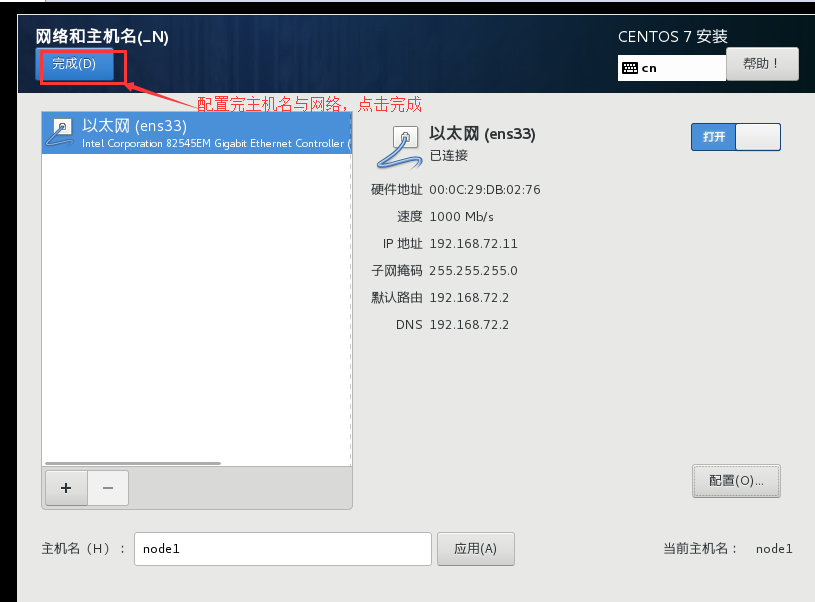 网络和主机名(_N)
CENTOS 7 安装
完成(D)
cn
帮助！
配置完主机名与网络，点击完成
以太网 (ens33)
Intel Corporation 82545EM Gigabit Ethernet Controller (
以太网 (ens33)
已连接
打开
硬件地址 00:0C:29:DB:02:76
速度 1000 Mb/s
IP 地址 192.168.72.11
子网掩码 255.255.255.0
默认路由 192.168.72.2
DNS 192.168.72.2
+
−
配置(O)...
主机名（H）： node1
应用(A)
当前主机名： node1